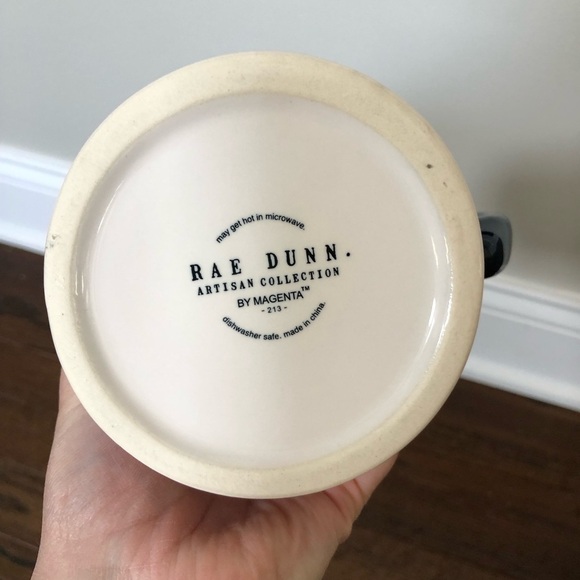 may get hot in microwave.
RAE DUNN.
ARTISAN COLLECTION
BY MAGENTA™
- 213 -
dishwasher safe. made in china.